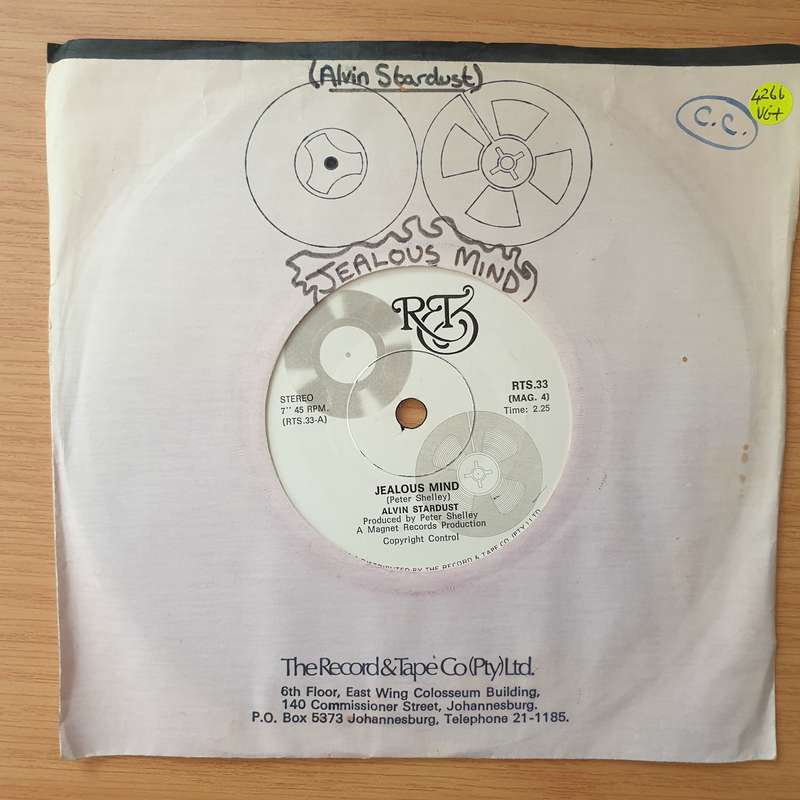 (Alvin Stardust)
C.C.
4266
VG+
JEALOUS MIND
STEREO
7" 45 RPM.
(RTS.33-A)
RTS.33
(MAG. 4)
Time: 2.25
JEALOUS MIND
(Peter Shelley)
ALVIN STARDUST
Produced by Peter Shelley
A Magnet Records Production
Copyright Control
DISTRIBUTED BY THE RECORD & TAPE CO. (PTY) LTD
The Record & Tape Co (Pty) Ltd.
6th Floor, East Wing Colosseum Building,
140 Commissioner Street, Johannesburg.
P.O. Box 5373 Johannesburg, Telephone 21-1185.